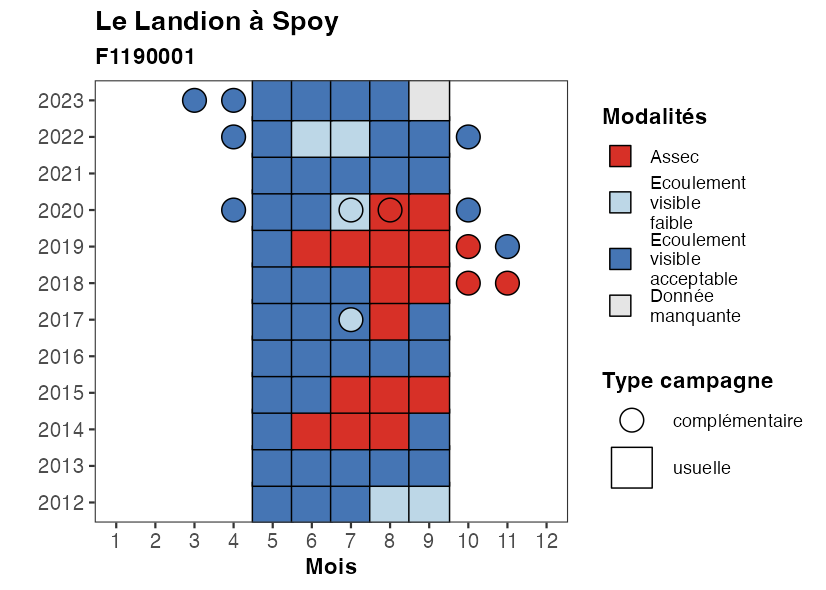 Le Landion à Spoy
F1190001
2023
2022
2021
2020
2019
2018
2017
2016
2015
2014
2013
2012
1 2 3 4 5 6 7 8 9 10 11 12
Mois
Modalités
Assec
Ecoulement
visible
faible
Ecoulement
visible
acceptable
Donnée
manquante
Type campagne
complémentaire
usuelle